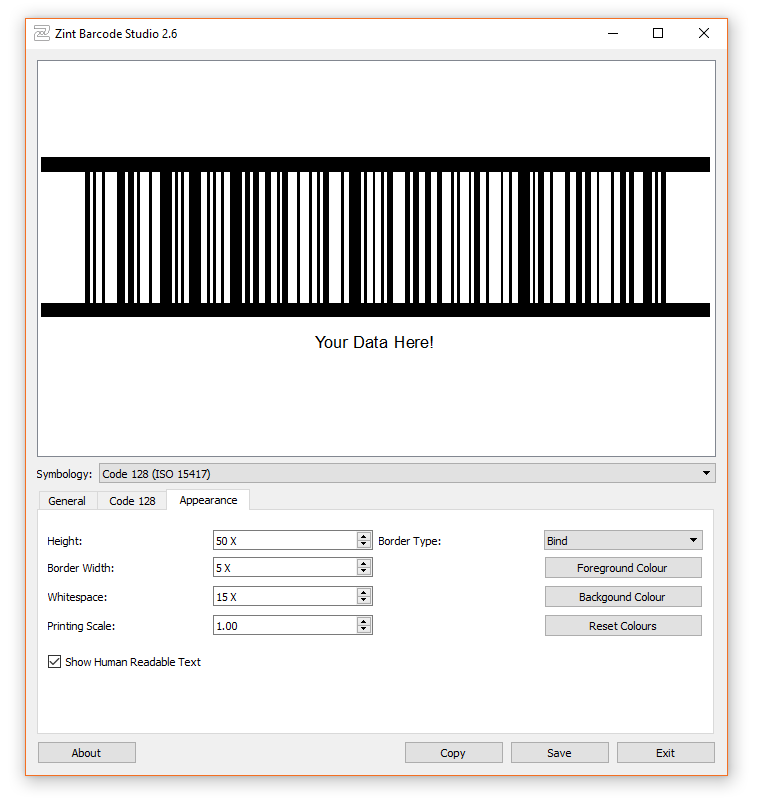 Zint Barcode Studio 2.6
Your Data Here!
Symbology: Code 128 (ISO 15417)
General Code 128 Appearance
Height: 50 X Border Type: Bind
Border Width: 5 X Foreground Colour
Whitespace: 15 X Backgound Colour
Printing Scale: 1.00 Reset Colours
Show Human Readable Text
About Copy Save Exit